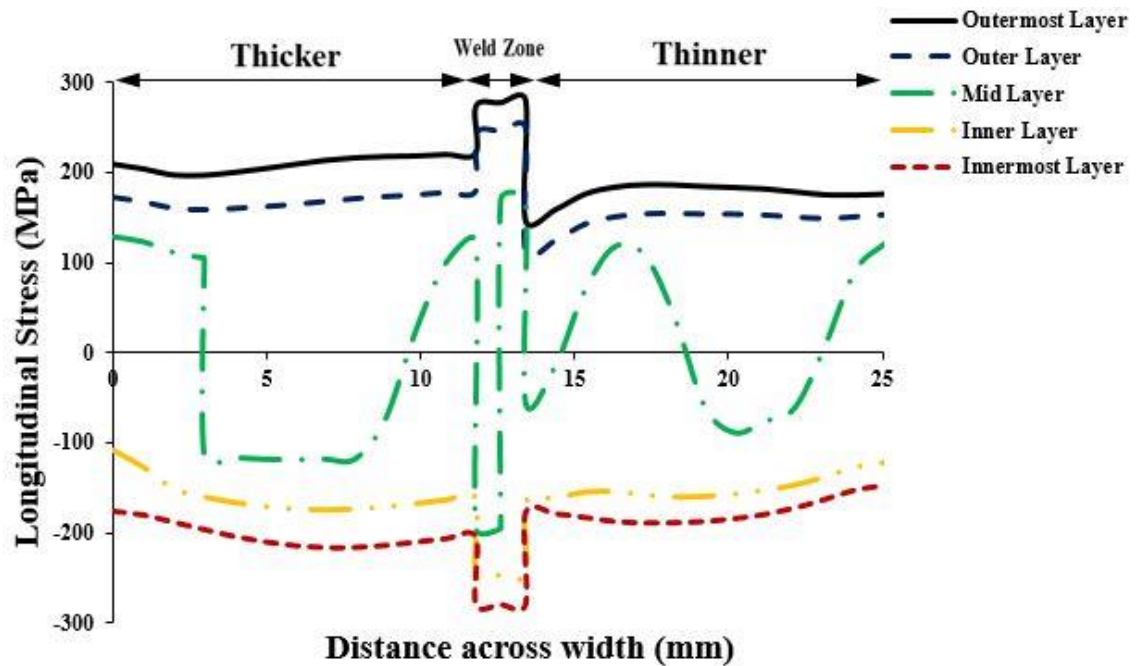 Outermost Layer
Outer Layer
Mid Layer
Inner Layer
Innermost Layer
Thicker
Weld Zone
Thinner
300
200
100
0
-100
-200
-300
0
5
10
15
20
25
Longitudinal Stress (MPa)
Distance across width (mm)